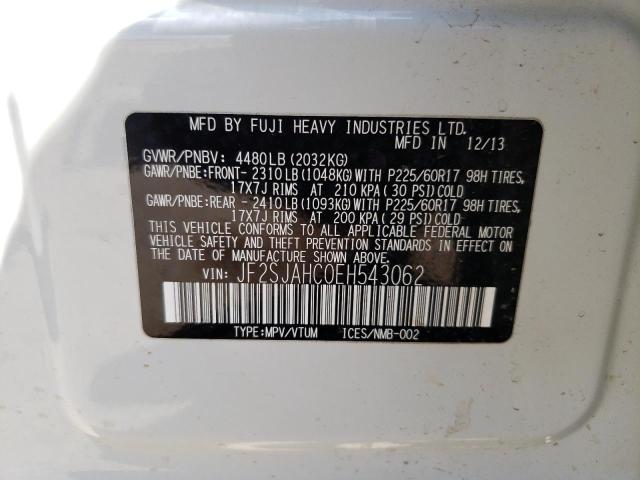 MFD BY FUJI HEAVY INDUSTRIES LTD.
MFD IN 12/13
GVWR/PNBV: 4480LB (2032KG)
GAWR/PNBE:FRONT- 2310LB (1048KG) WITH P225/60R17 98H TIRES,
17X7J RIMS AT 210 KPA ( 30 PSI) COLD
GAWR/PNBE:REAR - 2410LB (1093KG) WITH P225/60R17 98H TIRES,
17X7J RIMS AT 200 KPA ( 29 PSI) COLD
THIS VEHICLE CONFORMS TO ALL APPLICABLE FEDERAL MOTOR
VEHICLE SAFETY AND THEFT PREVENTION STANDARDS IN EFFECT
ON THE DATE OF MANUFACTURE SHOWN ABOVE.
VIN: JF2SJAHC0EH543062
TYPE:MPV/VTUM ICES/NMB-002